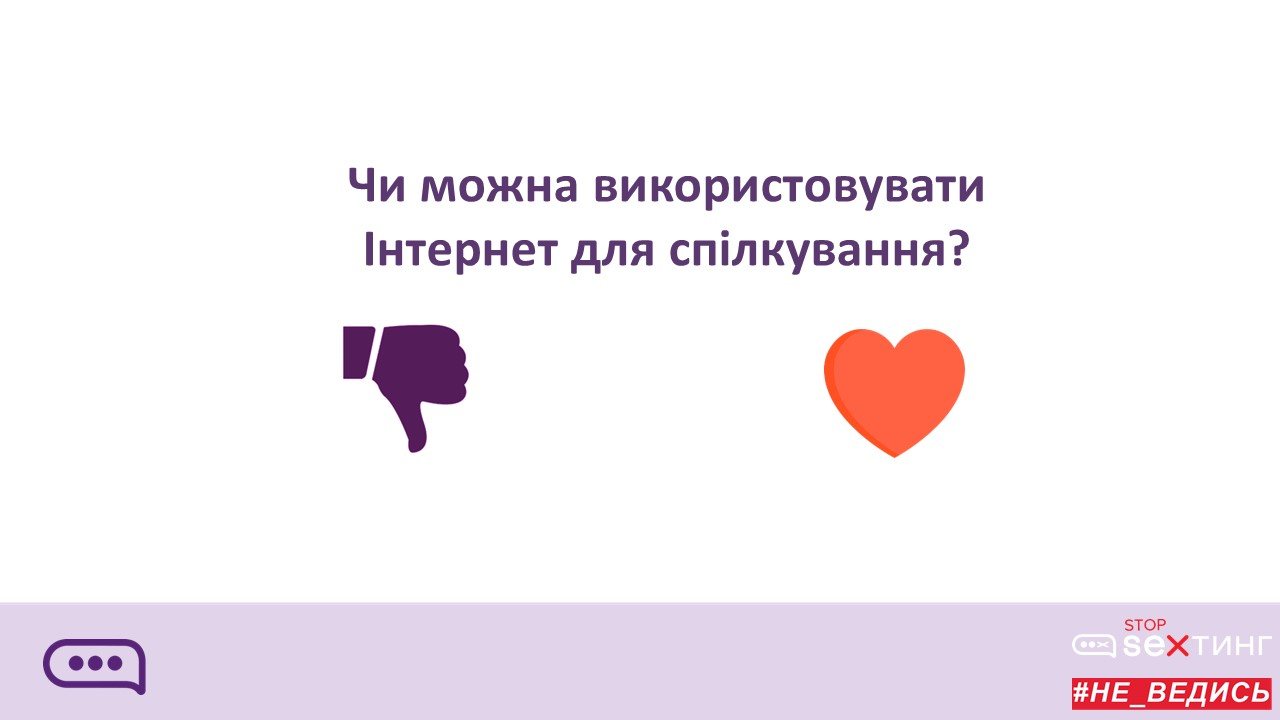 Чи можна використовувати
Інтернет для спілкування?
STOP
sexтинг
#НЕ_ВЕДИСЬ